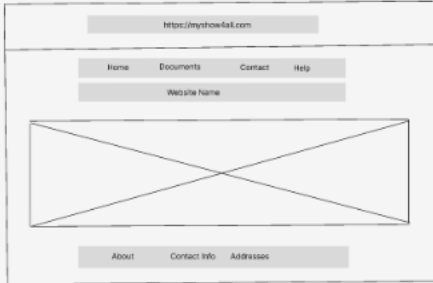 https://myshow4all.com
Home Documents Contact Help
Website Name
About Contact Info Addresses